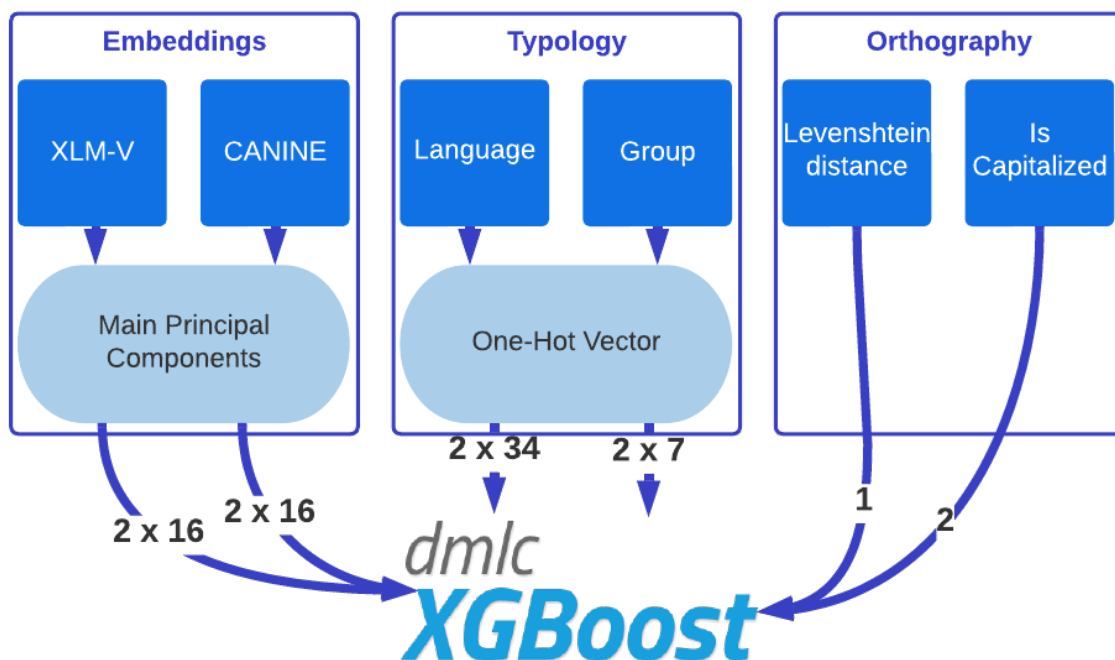 Embeddings
Typology
Orthography
XLM-V
CANINE
Language
Group
Levenshtein
distance
Is
Capitalized
Main Principal
Components
One-Hot Vector
2 x 34
2 x 7
2 x 16
2 x 16
1
2
dmlc
XGBoost